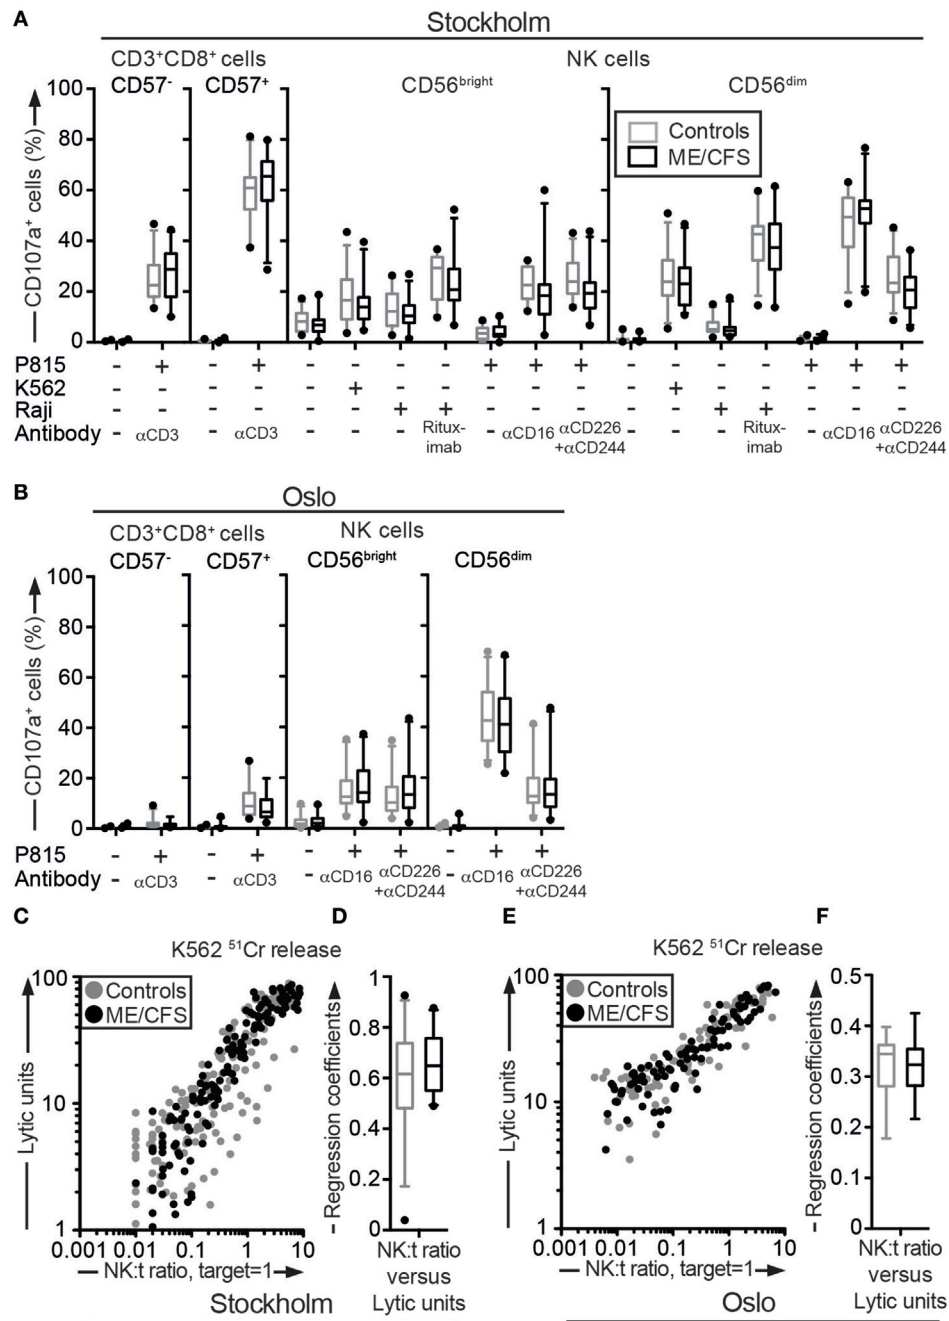 A
Stockholm
CD3⁺CD8⁺ cells
NK cells
CD57⁻
CD57⁺
CD56ᵇʳⁱᵍʰᵗ
CD56ᵈⁱᵐ
CD107a⁺ cells (%)
100
80
60
40
20
0
Controls
ME/CFS
P815 - + - + - - - - + + + - - - - + + +
K562 - - - - - + - - - - - - + - - - - -
Raji - - - - - - + + - - - - - + + - - -
Antibody - αCD3 - αCD3 - - - Ritux- - αCD16 αCD226 - - - Ritux- - αCD16 αCD226
imab +αCD244 imab +αCD244
B
Oslo
CD3⁺CD8⁺ cells
NK cells
CD57⁻
CD57⁺
CD56ᵇʳⁱᵍʰᵗ
CD56ᵈⁱᵐ
CD107a⁺ cells (%)
100
80
60
40
20
0
P815 - + - + - + + - + +
Antibody - αCD3 - αCD3 - αCD16 αCD226 - αCD16 αCD226
+αCD244 +αCD244
C
K562 ⁵¹Cr release
Lytic units
100
10
1
Controls
ME/CFS
0.001 0.01 0.1 1 10
NK:t ratio, target=1
D
Regression coefficients
1
0.8
0.6
0.4
0.2
0
NK:t ratio
versus
Lytic units
Stockholm
E
K562 ⁵¹Cr release
Lytic units
100
10
1
Controls
ME/CFS
0.001 0.01 0.1 1 10
NK:t ratio, target=1
F
Regression coefficients
0.5
0.4
0.3
0.2
0.1
0
NK:t ratio
versus
Lytic units
Oslo